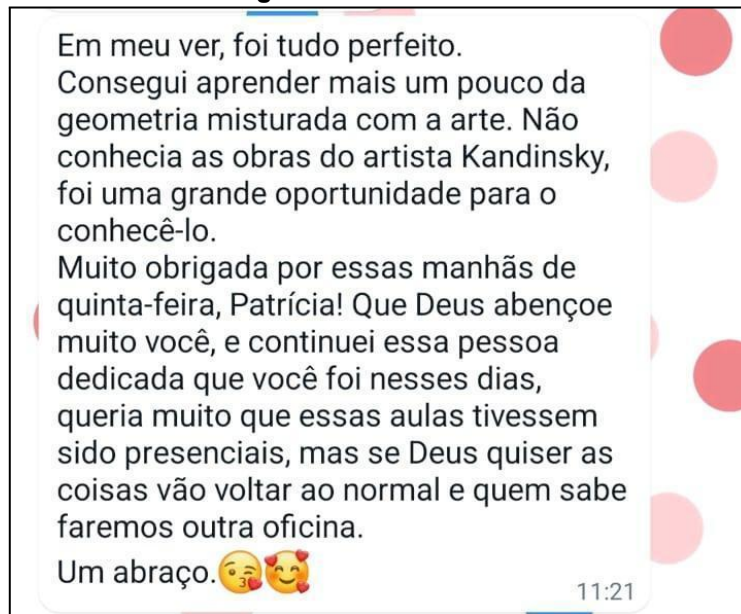 Em meu ver, foi tudo perfeito.
Consegui aprender mais um pouco da
geometria misturada com a arte. Não
conhecia as obras do artista Kandinsky,
foi uma grande oportunidade para o
conhecê-lo.
Muito obrigada por essas manhãs de
quinta-feira, Patrícia! Que Deus abençoe
muito você, e continuei essa pessoa
dedicada que você foi nesses dias,
queria muito que essas aulas tivessem
sido presenciais, mas se Deus quiser as
coisas vão voltar ao normal e quem sabe
faremos outra oficina.
Um abraço.😘🥰
11:21